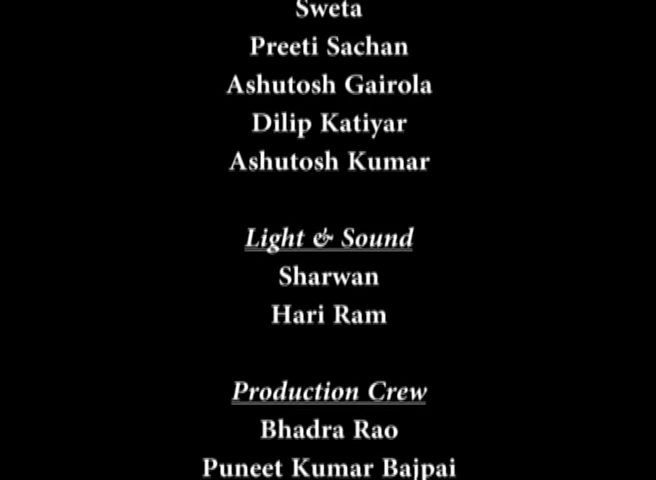 Sweta
Preeti Sachan
Ashutosh Gairola
Dilip Katiyar
Ashutosh Kumar
Light & Sound
Sharwan
Hari Ram
Production Crew
Bhadra Rao
Puneet Kumar Bajpai